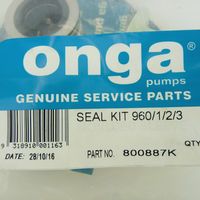 onga
pumps
GENUINE SERVICE PARTS
SEAL KIT 960/1/2/3
9 310910 001163
QTY
DATE: 28/10/16 PART NO. 800887K